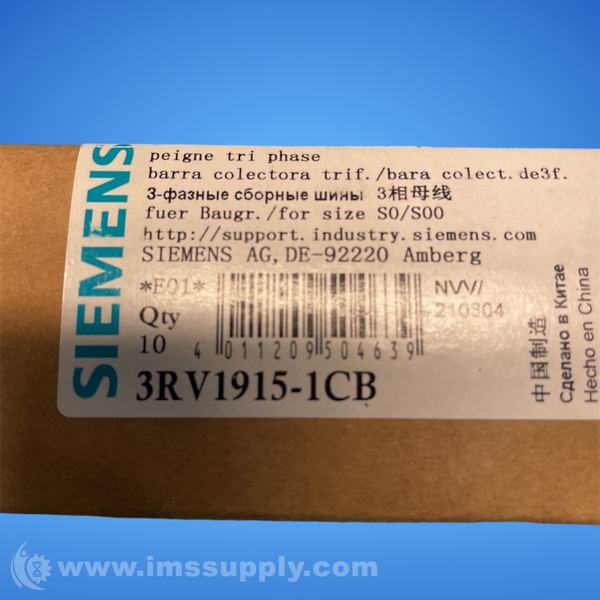 SIEMENS
peigne tri phase
barra colectora trif./bara colect.de3f.
3-фазные сборные шины 3相母线
fuer Baugr./for size S0/S00
http://support.industry.siemens.com
SIEMENS AG,DE-92220 Amberg
*E01*
NVV/
210304
Qty
10
4 011209 504639
3RV1915-1CB
中国制造
Сделано в Китае
Hecho en China
www.imssupply.com